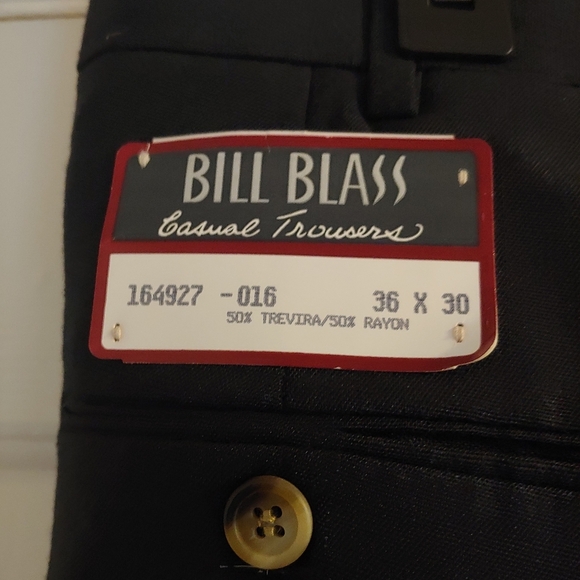 BILL BLASS
Casual Trousers
164927 -016 36 X 30
50% TREVIRA/50% RAYON